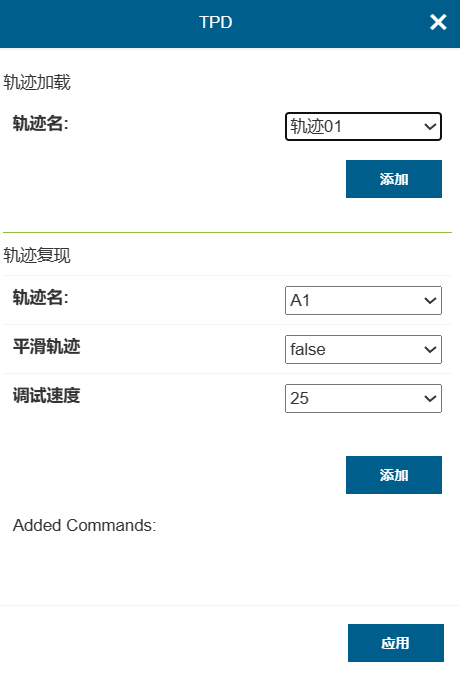 TPD
轨迹加载
轨迹名: 轨迹01
添加
轨迹复现
轨迹名: A1
平滑轨迹 false
调试速度 25
添加
Added Commands:
应用